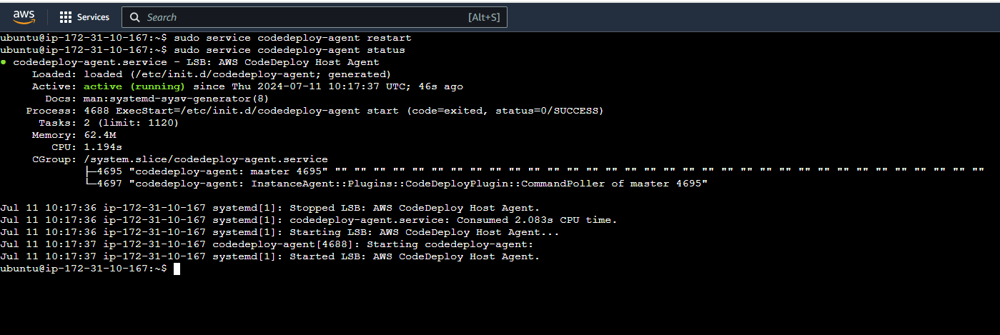 aws Services Search [Alt+S]
ubuntu@ip-172-31-10-167:~$ sudo service codedeploy-agent restart
ubuntu@ip-172-31-10-167:~$ sudo service codedeploy-agent status
● codedeploy-agent.service - LSB: AWS CodeDeploy Host Agent
Loaded: loaded (/etc/init.d/codedeploy-agent; generated)
Active: active (running) since Thu 2024-07-11 10:17:37 UTC; 46s ago
Docs: man:systemd-sysv-generator(8)
Process: 4688 ExecStart=/etc/init.d/codedeploy-agent start (code=exited, status=0/SUCCESS)
Tasks: 2 (limit: 1120)
Memory: 62.4M
CPU: 1.194s
CGroup: /system.slice/codedeploy-agent.service
├─4695 "codedeploy-agent: master 4695" "" "" "" "" "" "" "" "" "" "" "" "" "" "" "" "" "" "" "" "" "" "" "" "" "" "" "" "" "" "" "" "" "" ""
└─4697 "codedeploy-agent: InstanceAgent::Plugins::CodeDeployPlugin::CommandPoller of master 4695"
Jul 11 10:17:36 ip-172-31-10-167 systemd[1]: Stopped LSB: AWS CodeDeploy Host Agent.
Jul 11 10:17:36 ip-172-31-10-167 systemd[1]: codedeploy-agent.service: Consumed 2.083s CPU time.
Jul 11 10:17:36 ip-172-31-10-167 systemd[1]: Starting LSB: AWS CodeDeploy Host Agent...
Jul 11 10:17:37 ip-172-31-10-167 codedeploy-agent[4688]: Starting codedeploy-agent:
Jul 11 10:17:37 ip-172-31-10-167 systemd[1]: Started LSB: AWS CodeDeploy Host Agent.
ubuntu@ip-172-31-10-167:~$